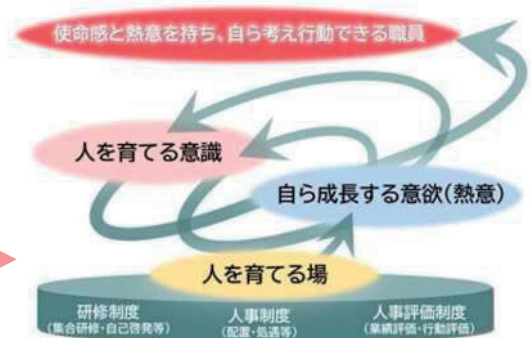 使命感と熱意を持ち、自ら考え行動できる職員
人を育てる意識
自ら成長する意欲(熱意)
人を育てる場
研修制度
(集合研修・自己啓発等)
人事制度
(配置・処遇等)
人事評価制度
(業績評価・行動評価)